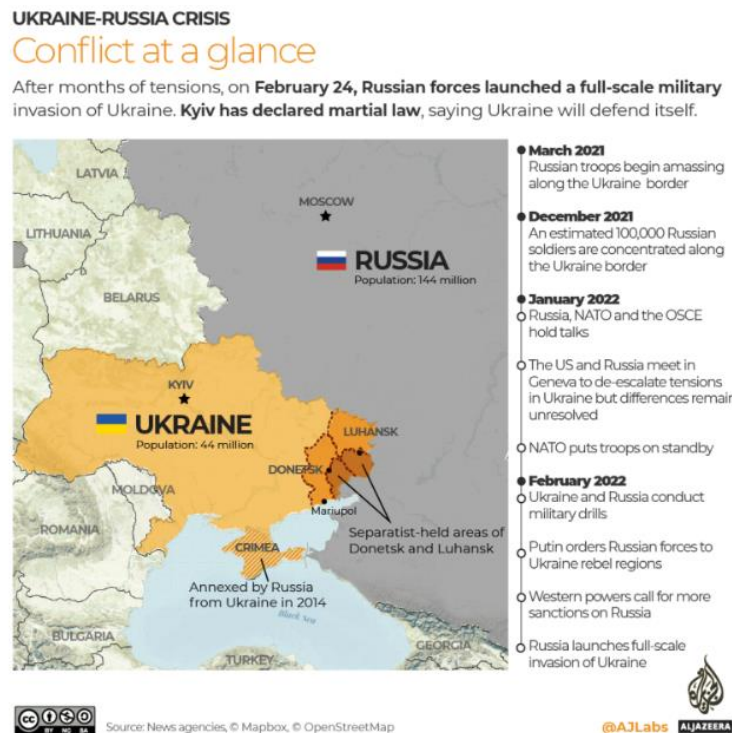 UKRAINE-RUSSIA CRISIS
Conflict at a glance
After months of tensions, on February 24, Russian forces launched a full-scale military
invasion of Ukraine. Kyiv has declared martial law, saying Ukraine will defend itself.
LATVIA
LITHUANIA
BELARUS
MOSCOW
RUSSIA
Population: 144 million
KYIV
UKRAINE
Population: 44 million
LUHANSK
DONETSK
Mariupol
Separatist-held areas of
Donetsk and Luhansk
MOLDOVA
ROMANIA
CRIMEA
Annexed by Russia
from Ukraine in 2014
Black Sea
BULGARIA
TURKEY
GEORGIA
March 2021
Russian troops begin amassing
along the Ukraine border
December 2021
An estimated 100,000 Russian
soldiers are concentrated along
the Ukraine border
January 2022
Russia, NATO and the OSCE
hold talks
The US and Russia meet in
Geneva to de-escalate tensions
in Ukraine but differences remain
unresolved
NATO puts troops on standby
February 2022
Ukraine and Russia conduct
military drills
Putin orders Russian forces to
Ukraine rebel regions
Western powers call for more
sanctions on Russia
Russia launches full-scale
invasion of Ukraine
cc
BY NC SA
Source: News agencies, © Mapbox, © OpenStreetMap
@AJLabs
ALJAZEERA